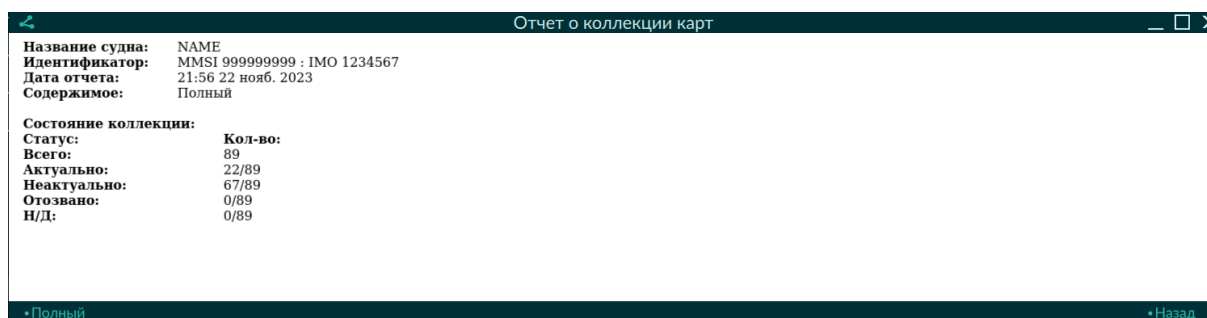 Отчет о коллекции карт
Название судна: NAME
Идентификатор: MMSI 999999999 : IMO 1234567
Дата отчета: 21:56 22 нояб. 2023
Содержимое: Полный
Состояние коллекции:
Статус: Кол-во:
Всего: 89
Актуально: 22/89
Неактуально: 67/89
Отозвано: 0/89
Н/Д: 0/89
•Полный •Назад